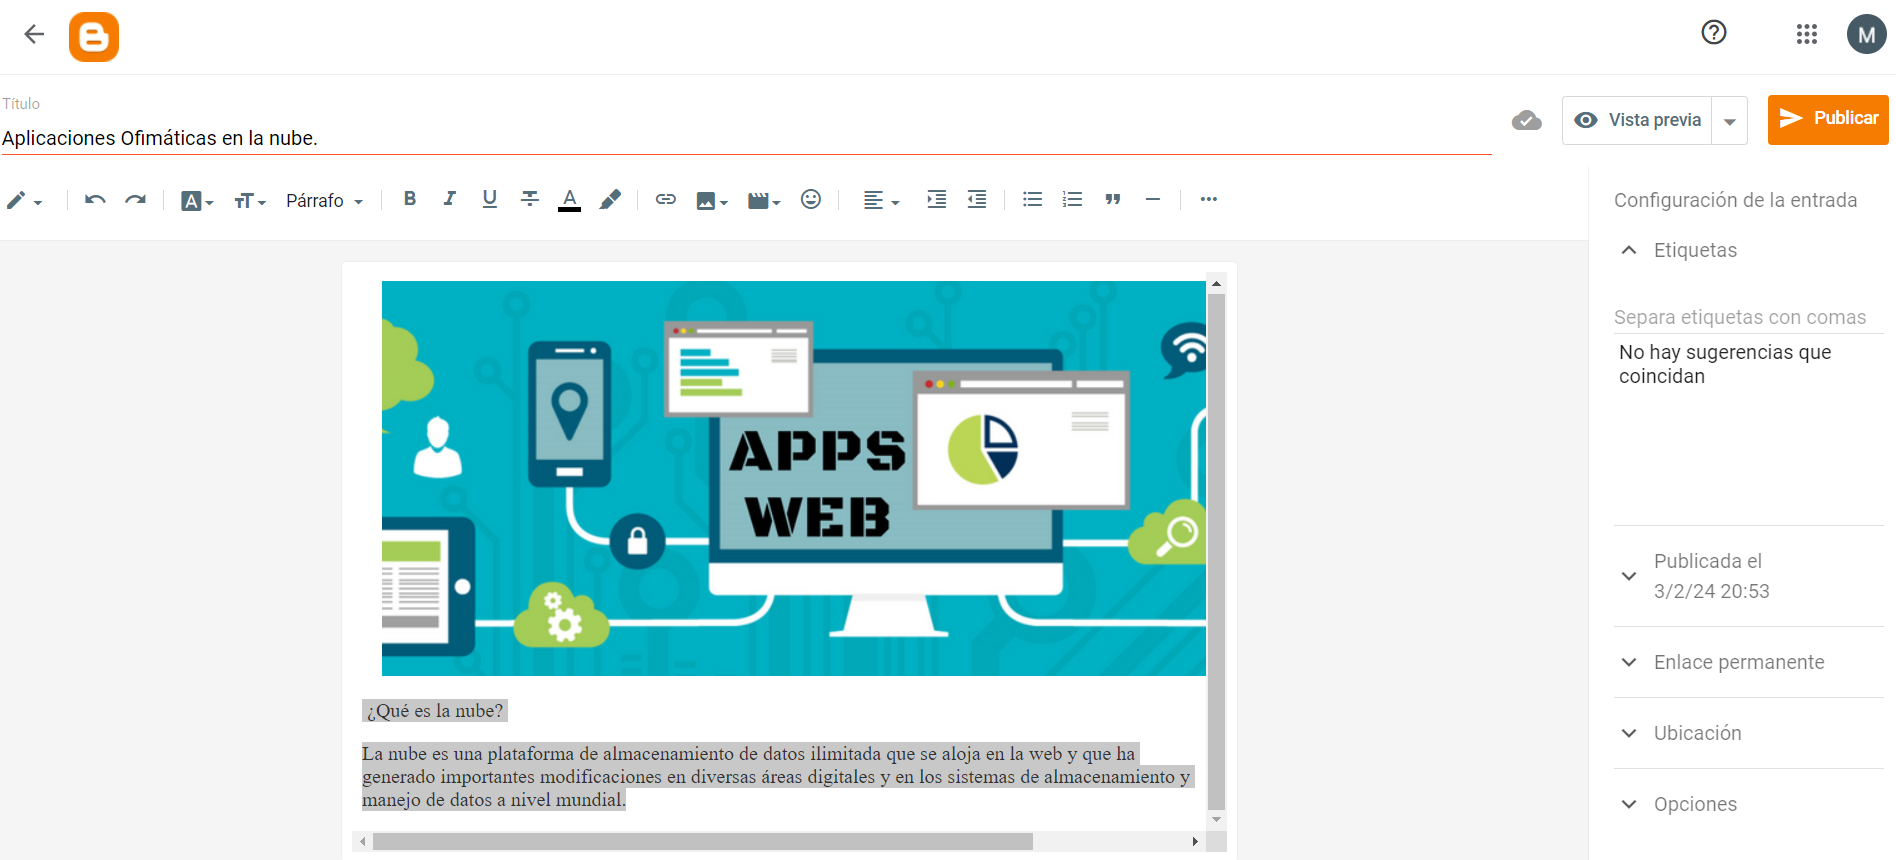 Título
Aplicaciones Ofimáticas en la nube.
Vista previa
Publicar
M
Párrafo
Configuración de la entrada
Etiquetas
Separa etiquetas con comas
No hay sugerencias que
coincidan
Publicada el
3/2/24 20:53
Enlace permanente
Ubicación
Opciones
APPS
WEB
¿Qué es la nube?
La nube es una plataforma de almacenamiento de datos ilimitada que se aloja en la web y que ha
generado importantes modificaciones en diversas áreas digitales y en los sistemas de almacenamiento y
manejo de datos a nivel mundial.